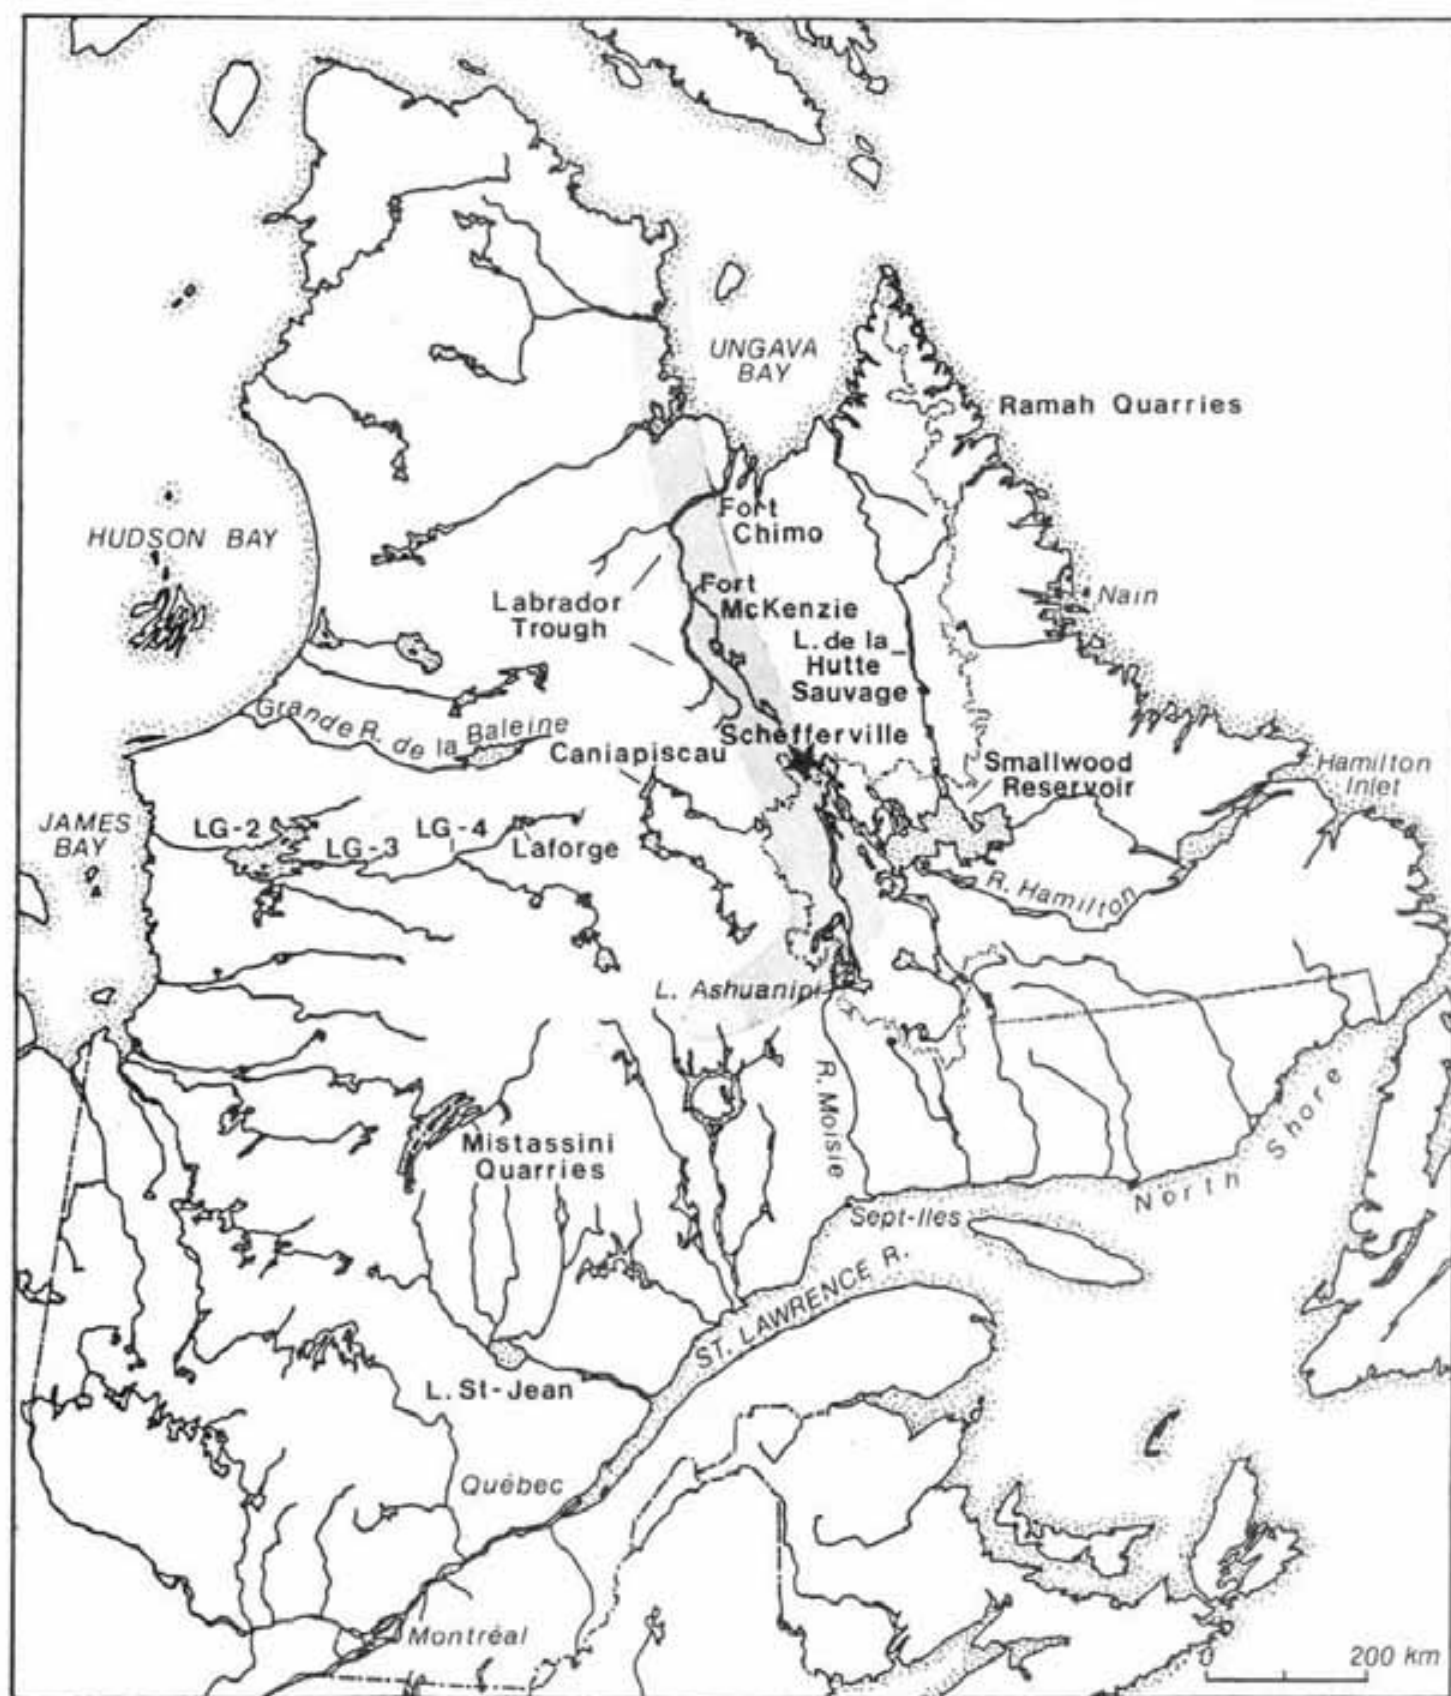 UNGAVA
BAY
Ramah Quarries
HUDSON BAY
Fort
Chimo
Labrador
Trough
Fort
McKenzie
Nain
L. de la
Hutte
Sauvage
Grande R. de la Baleine
Schefferville
Caniapiscau
Smallwood
Reservoir
Hamilton
Inlet
JAMES
BAY
LG-2
LG-3
LG-4
Laforge
R. Hamilton
L. Ashuanipi
R. Moisie
Mistassini
Quarries
North Shore
Sept-Iles
ST. LAWRENCE R.
L. St-Jean
Québec
Montréal
0 200 km